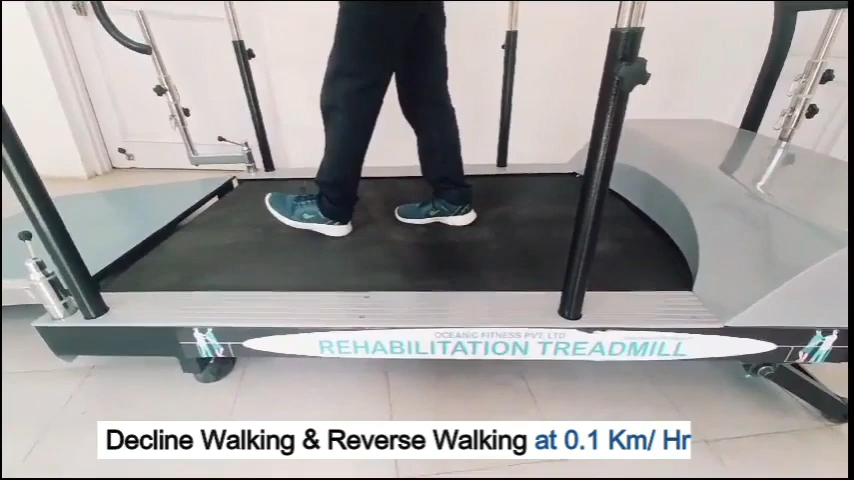 OCEANIC FITNESS PVT. LTD
REHABILITATION TREADMILL
Decline Walking & Reverse Walking at 0.1 Km/ Hr